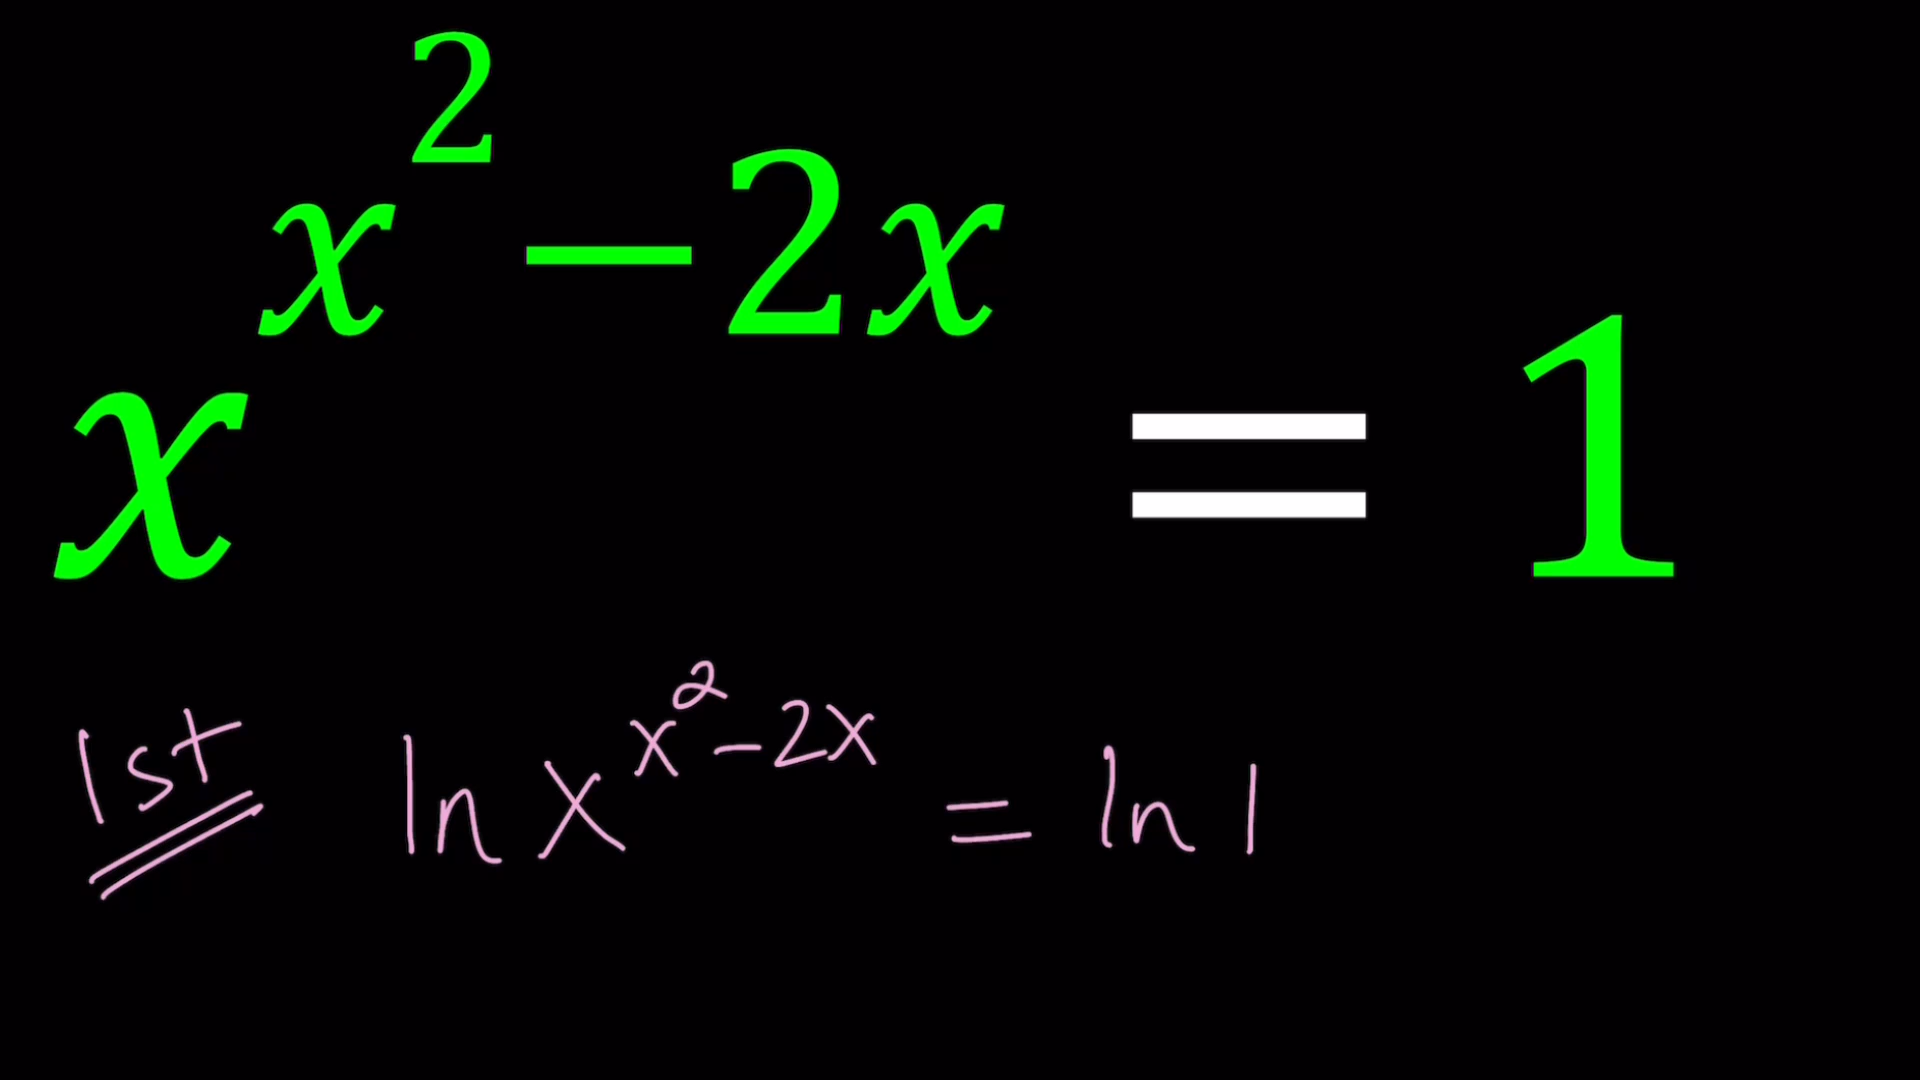 x^{x^2-2x} = 1
1st ln x^{x^2-2x} = ln 1